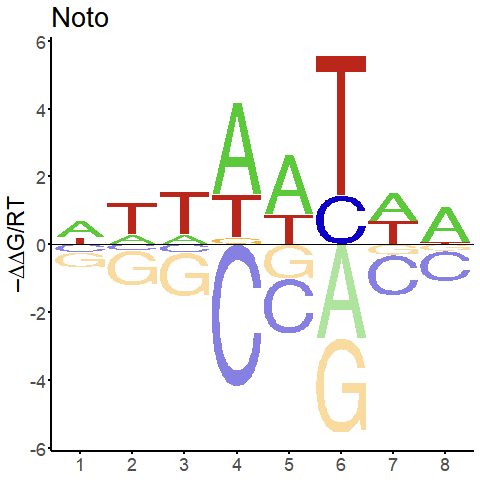 Noto
6
4
2
0
-2
-4
-6
−ΔΔG/RT
A T C G
T A C G
T A C G
A T G C
A T G C
T C A G
A T G C
A T G C
1 2 3 4 5 6 7 8